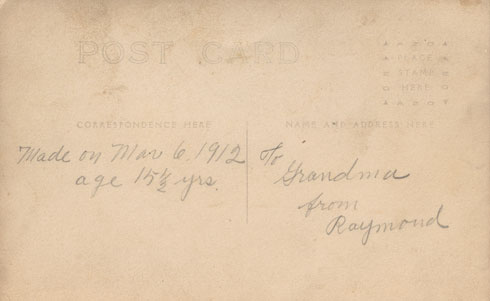 POST CARD
PLACE
STAMP
HERE
CORRESPONDENCE HERE
NAME AND ADDRESS HERE
Made on Mar 6, 1912
age 15½ yrs.
To
Grandma
from
Raymond